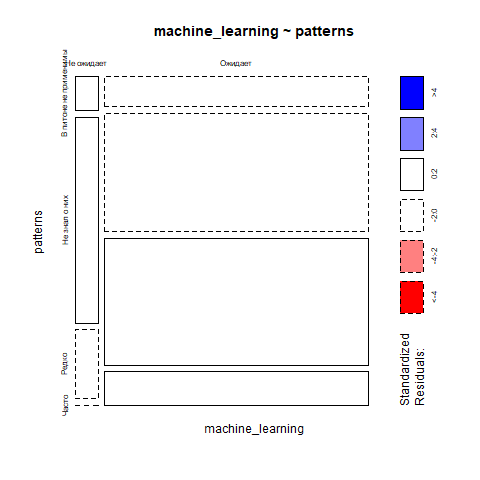 machine_learning ~ patterns
Не ожидает
Ожидает
В питоне не применимы
Не знал о них
Редко
Часто
patterns
machine_learning
>4
2:4
0:2
-2:0
-4:-2
<-4
Standardized
Residuals: